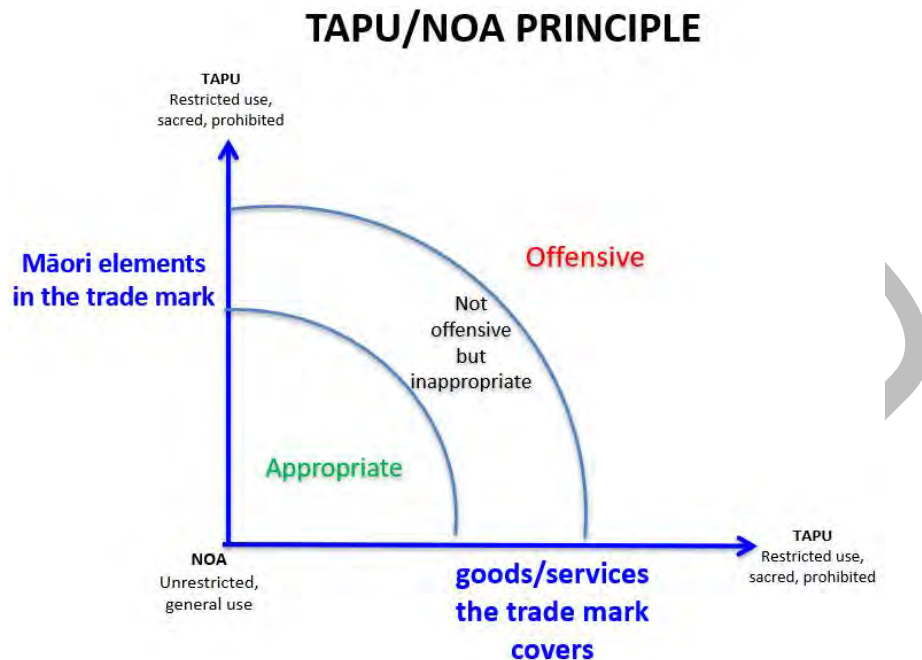 TAPU/NOA PRINCIPLE
TAPU
Restricted use,
sacred, prohibited
Māori elements
in the trade mark
Offensive
Not
offensive
but
inappropriate
Appropriate
NOA
Unrestricted,
general use
goods/services
the trade mark
covers
TAPU
Restricted use,
sacred, prohibited